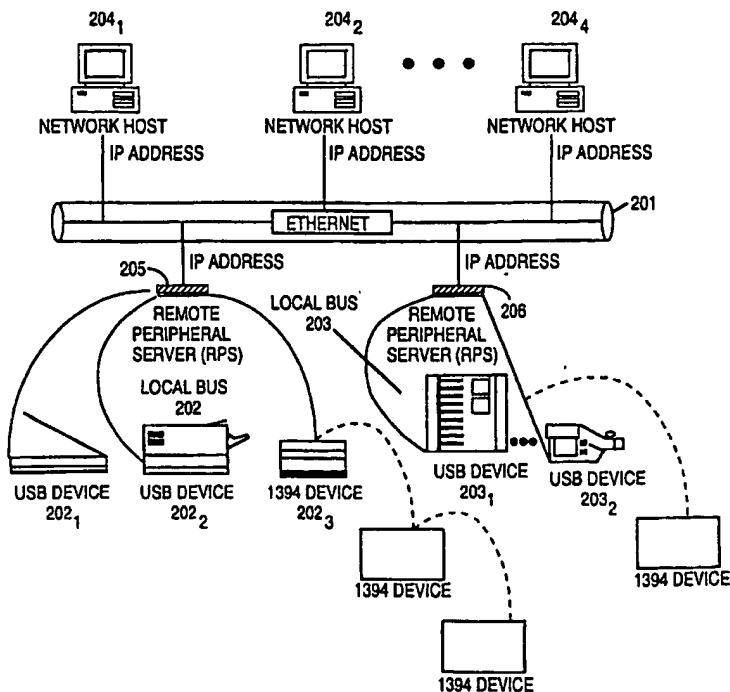 204₁
204₂
204₄
NETWORK HOST
NETWORK HOST
NETWORK HOST
IP ADDRESS
IP ADDRESS
IP ADDRESS
ETHERNET
201
205
IP ADDRESS
IP ADDRESS
206
REMOTE
PERIPHERAL
SERVER (RPS)
LOCAL BUS
203
REMOTE
PERIPHERAL
SERVER (RPS)
LOCAL BUS
202
USB DEVICE
202₁
USB DEVICE
202₂
1394 DEVICE
202₃
USB DEVICE
203₁
USB DEVICE
203₂
1394 DEVICE
1394 DEVICE
1394 DEVICE